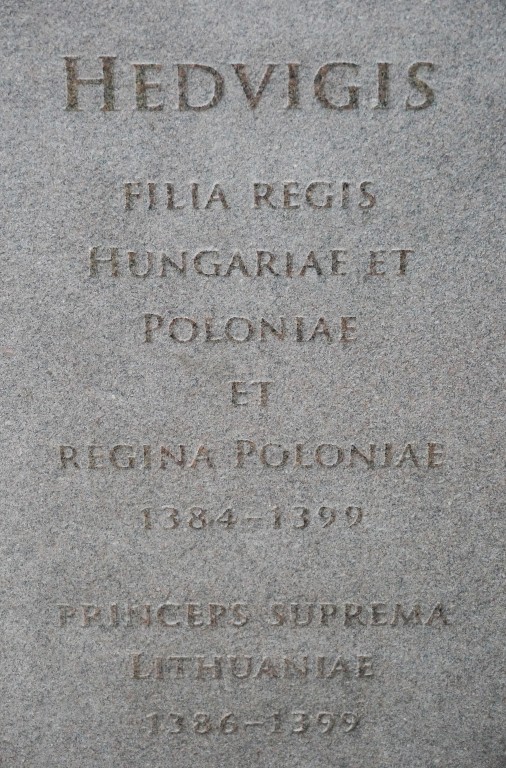 HEDVIGIS
FILIA REGIS
HUNGARIAE ET
POLONIAE
ET
REGINA POLONIAE
1384–1399
PRINCEPS SUPREMA
LITHUANIAE
1386–1399